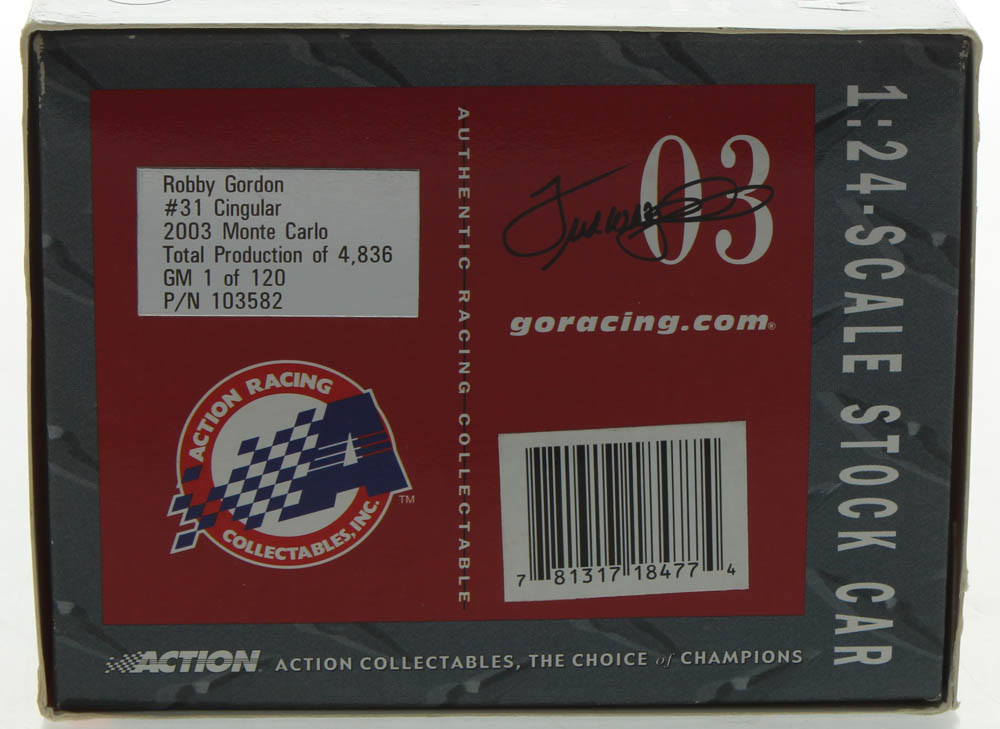 Robby Gordon
#31 Cingular
2003 Monte Carlo
Total Production of 4,836
GM 1 of 120
P/N 103582
ACTION RACING
COLLECTABLES, INC.
TM
AUTHENTIC RACING COLLECTABLE
03
goracing.com®
7 81317 18477 4
1:24-SCALE STOCK CAR
ACTION ACTION COLLECTABLES, THE CHOICE of CHAMPIONS